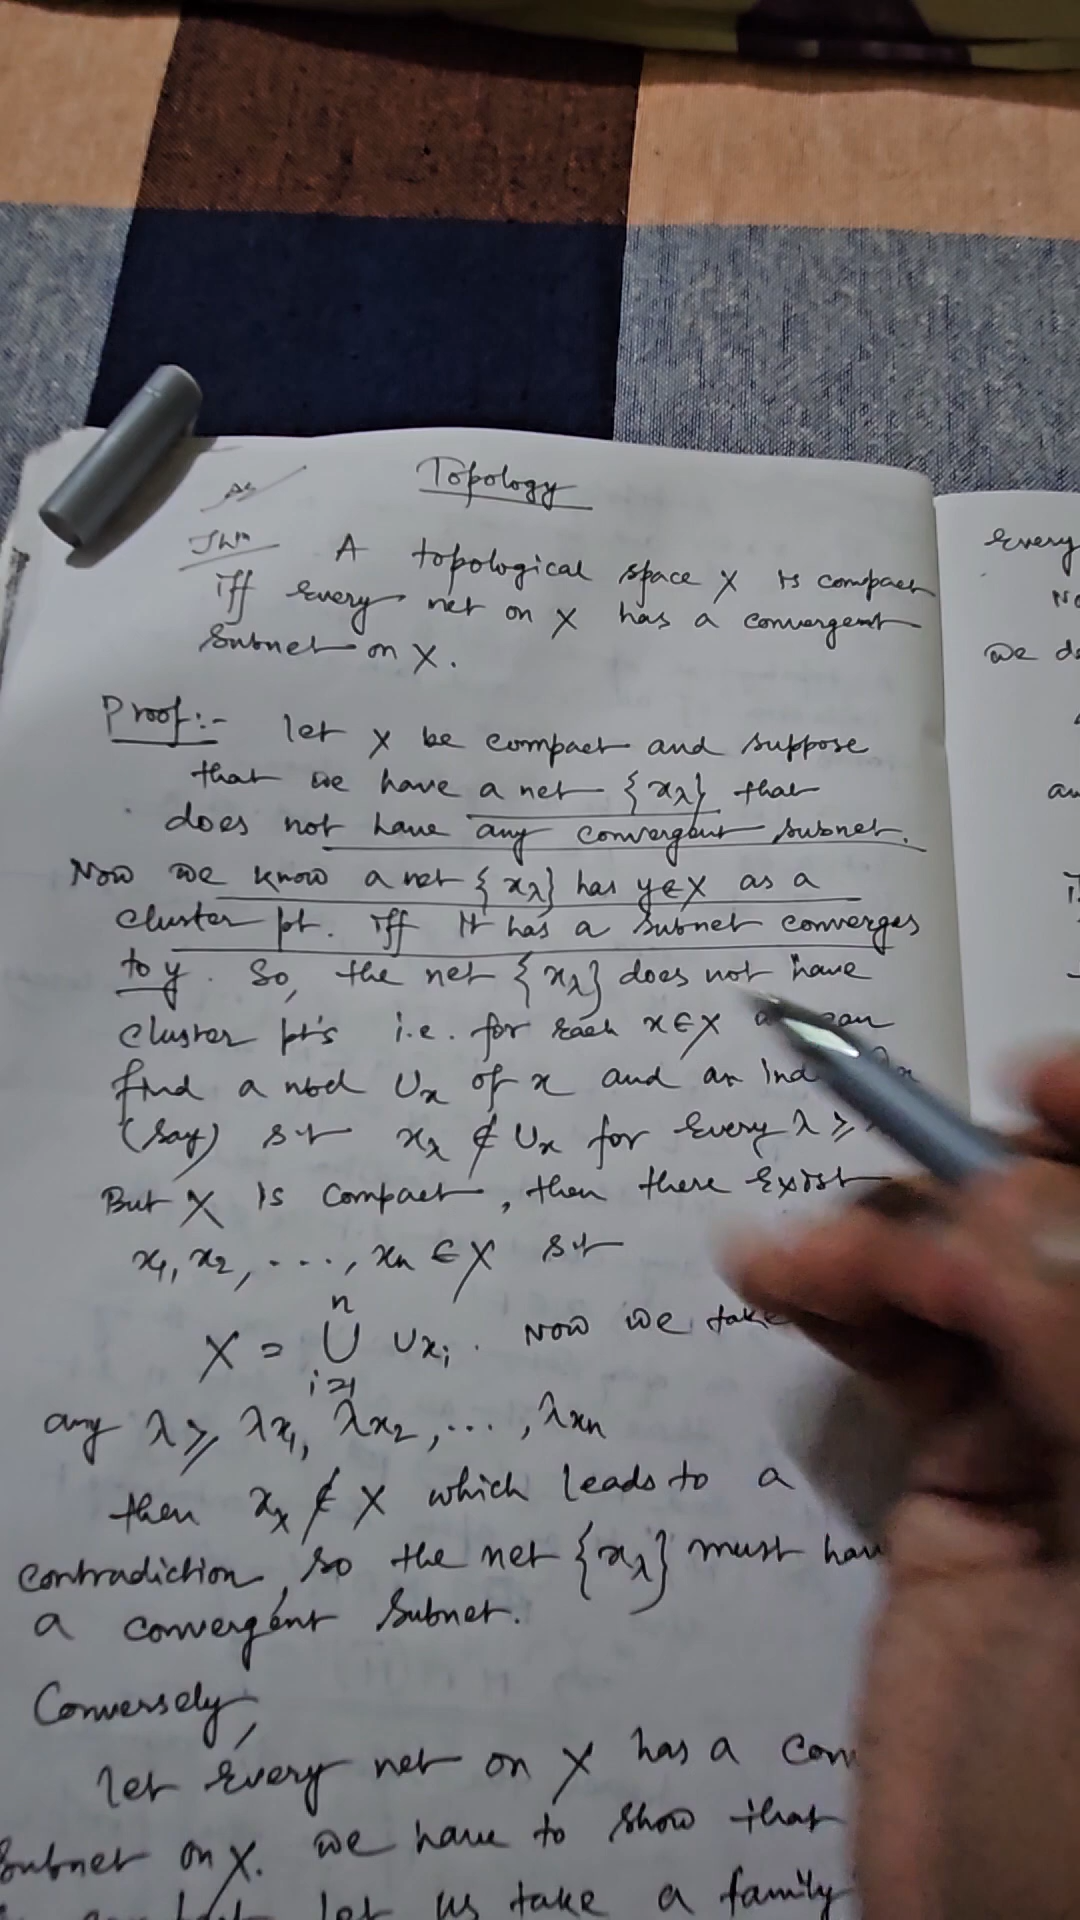 Topology
Thm A topological space X is compact
iff every net on X has a convergent
Subnet on X.
Proof:- let X be compact and suppose
that we have a net {xλ} that
does not have any convergent subnet.
Now we know a net {xλ} has y∈X as a
cluster pt. iff it has a subnet converges
to y. So, the net {xλ} does not have
cluster pt's i.e. for each x∈X can
find a nbd Ux of x and an ind
(say) s.t xλ ∉ Ux for every λ ≥
But X is compact, then there exist
x1, x2, ..., xn ∈ X s.t
X = n ∪ i=1 Uxi. Now we take
any λ ≥ λx1, λx2, ..., λxn
then xλ ∉ X which leads to a
contradiction, so the net {xλ} must hav
a convergent Subnet.
Conversely,
let every net on X has a con
Subnet on X. we have to show that
let us take a family
every
No
we d